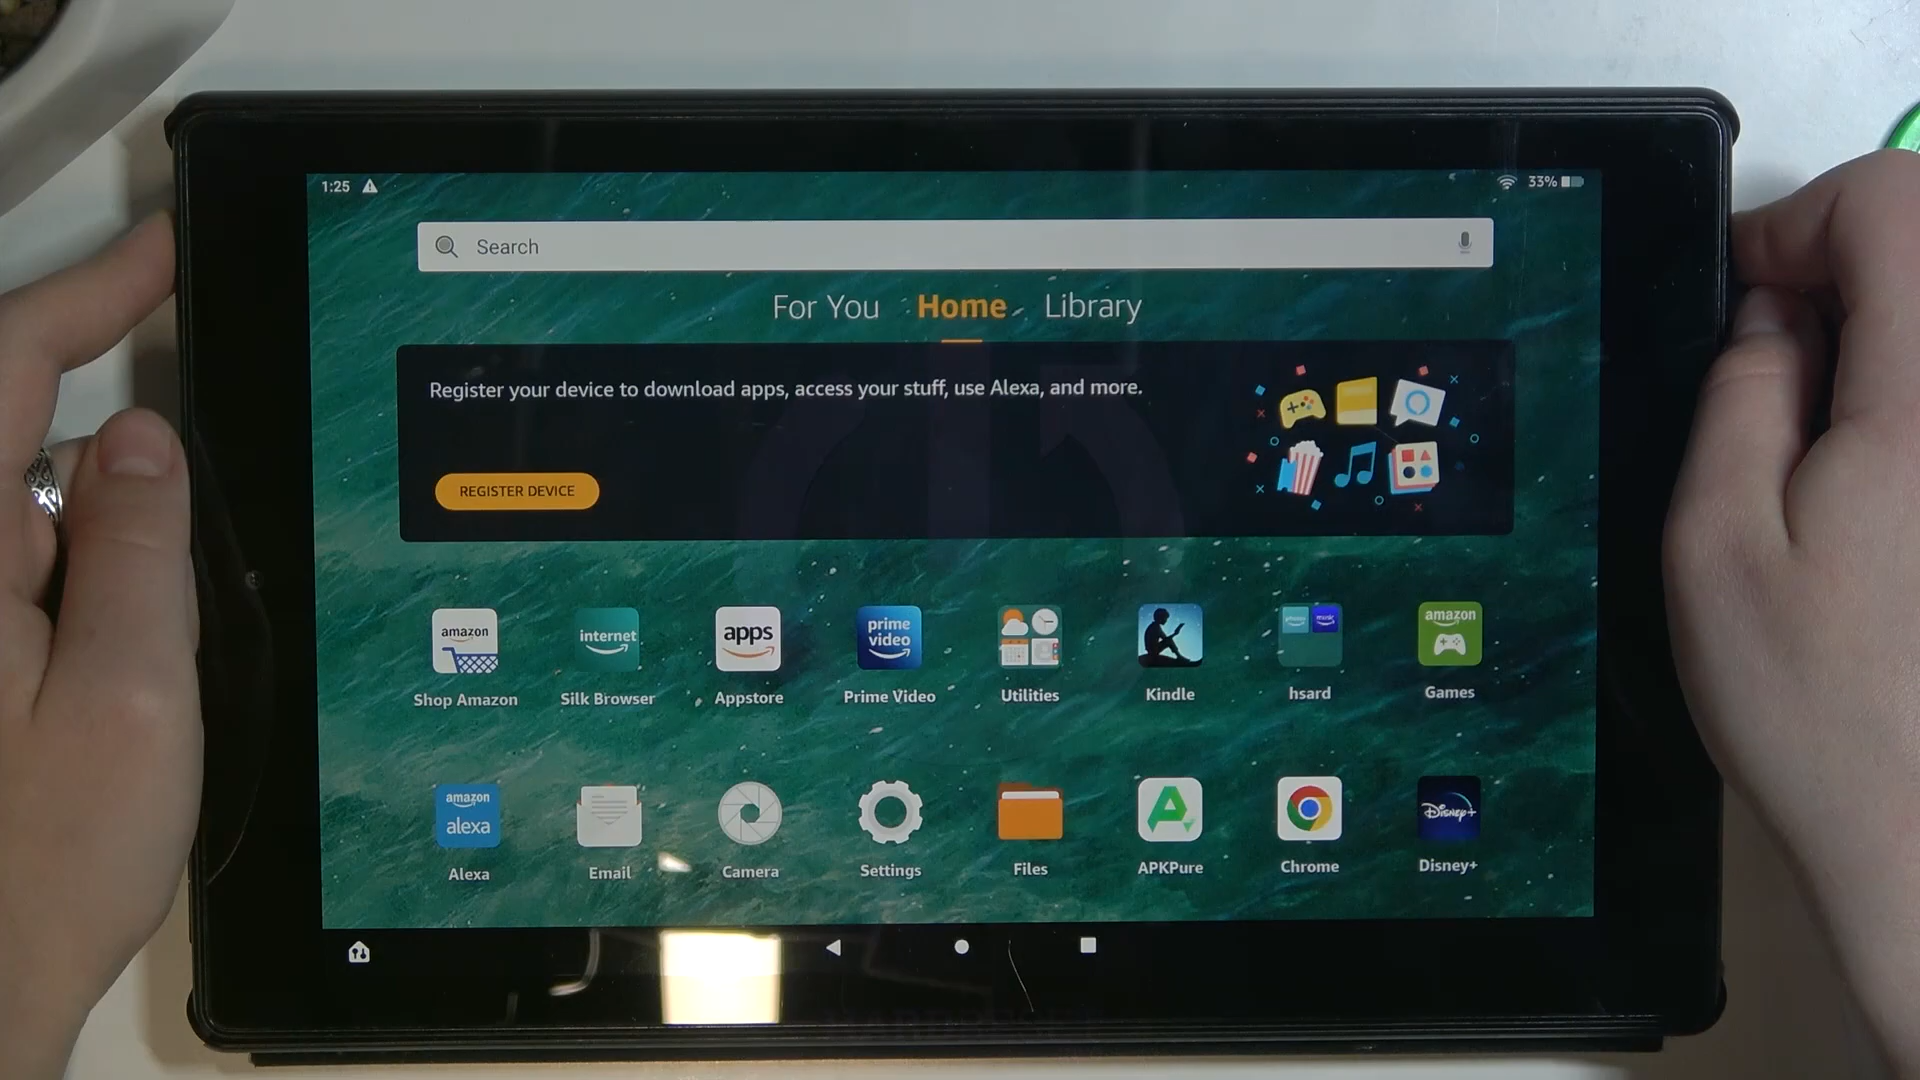 1:25
33%
Search
For You Home Library
Register your device to download apps, access your stuff, use Alexa, and more.
REGISTER DEVICE
amazon
internet
apps
prime video
amazon
Shop Amazon Silk Browser Appstore Prime Video Utilities Kindle hsard Games
amazon alexa
Disney+
Alexa Email Camera Settings Files APKPure Chrome Disney+